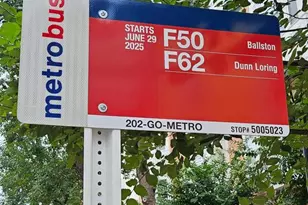 metrobus
STARTS
JUNE 29
2025
F50 Ballston
F62 Dunn Loring
202-GO-METRO
STOP# 5005023